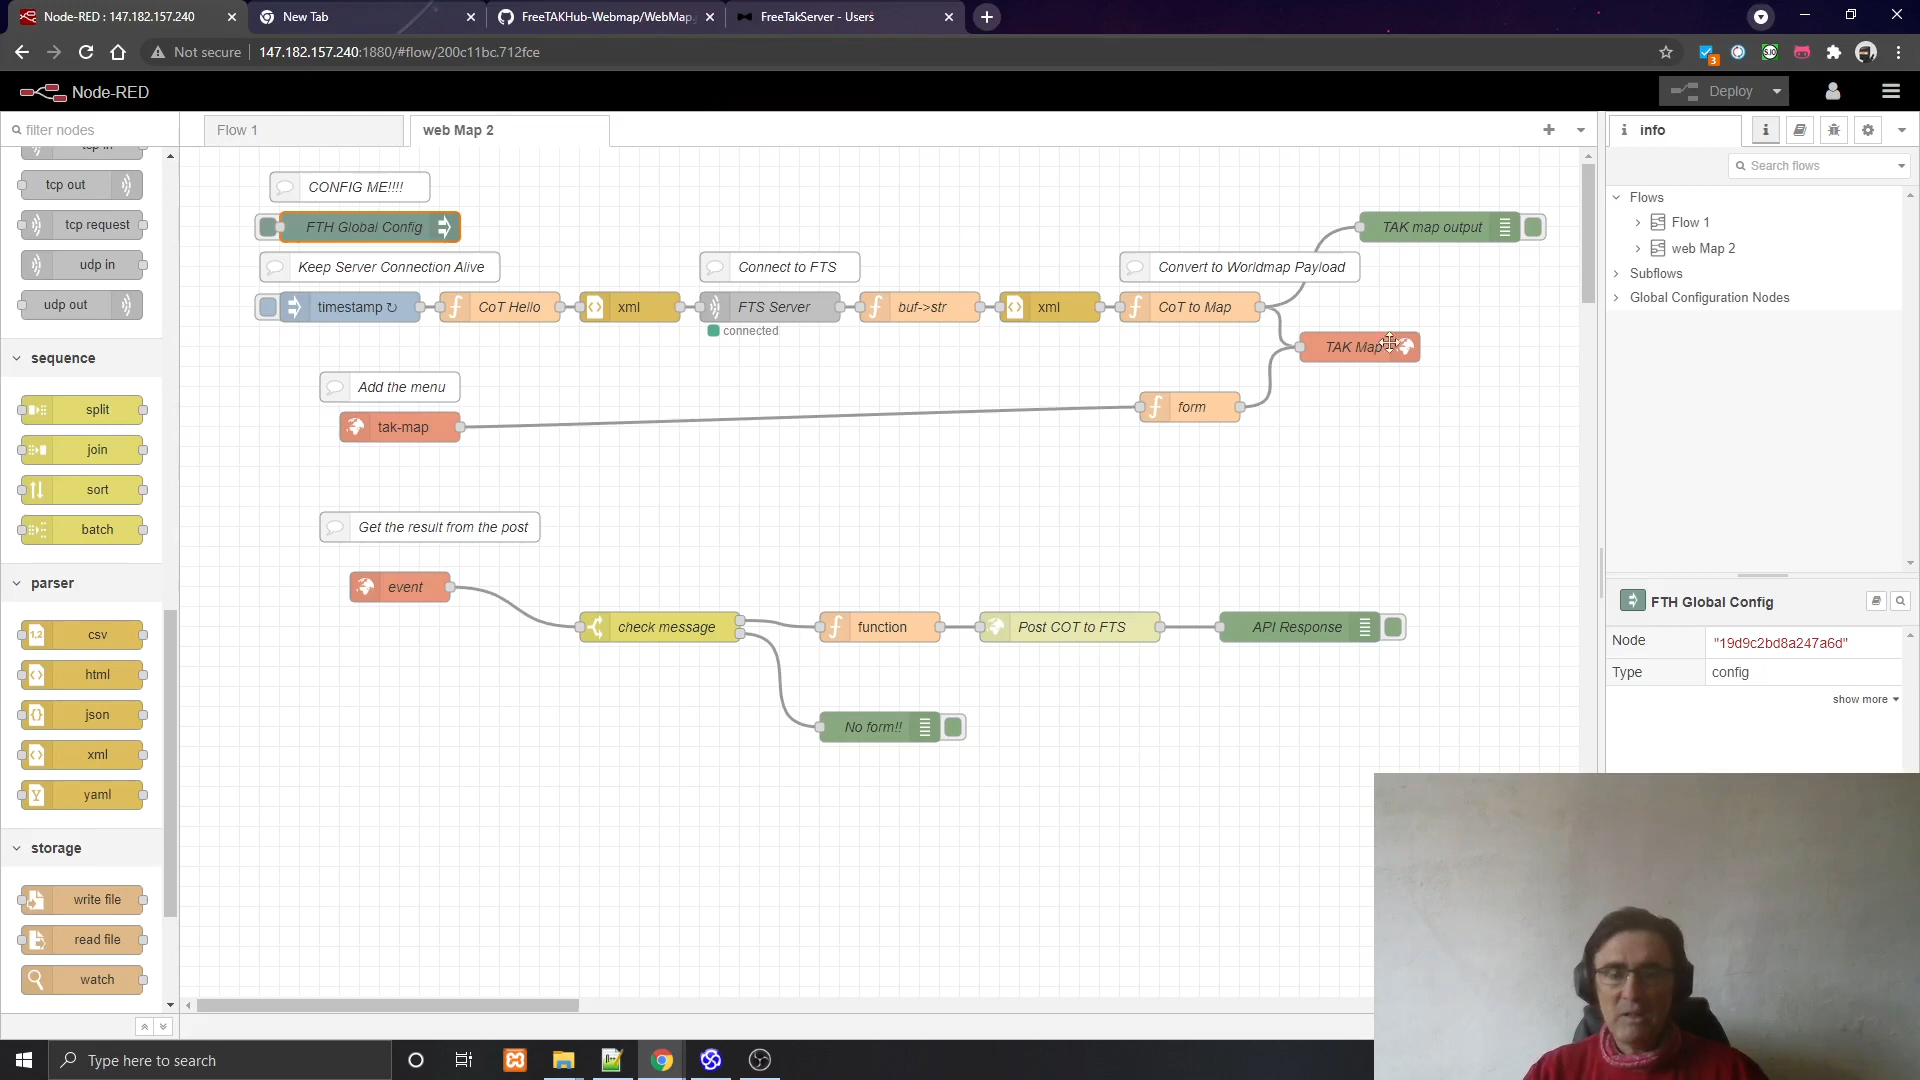 Node-RED : 147.182.157.240
New Tab
FreeTAKHub-Webmap/WebMap.
FreeTakServer - Users
Not secure
147.182.157.240:1880/#flow/200c11bc.712fce
3
Node-RED
Deploy
filter nodes
Flow 1
web Map 2
info
Search flows
tcp in
tcp out
tcp request
udp in
udp out
sequence
split
join
sort
batch
parser
csv
html
json
xml
yaml
storage
write file
read file
watch
CONFIG ME!!!!
FTH Global Config
Keep Server Connection Alive
Connect to FTS
Convert to Worldmap Payload
TAK map output
timestamp ↻
CoT Hello
xml
FTS Server
buf->str
xml
CoT to Map
connected
TAK Map
Add the menu
tak-map
form
Get the result from the post
event
check message
function
Post COT to FTS
API Response
No form!!
Flows
Flow 1
web Map 2
Subflows
Global Configuration Nodes
FTH Global Config
Node
"19d9c2bd8a247a6d"
Type
config
show more
Type here to search